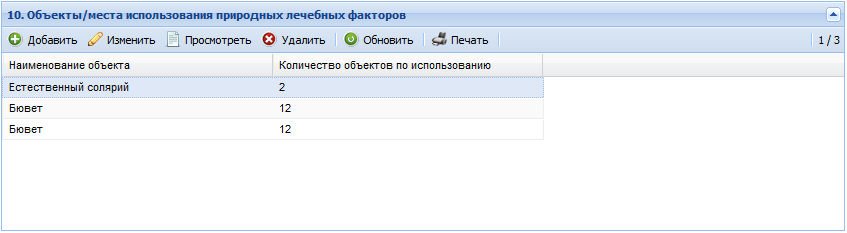 10. Объекты/места использования природных лечебных факторов
Добавить Изменить Просмотреть Удалить Обновить Печать 1 / 3
Наименование объекта Количество объектов по использованию
Естественный солярий 2
Бювет 12
Бювет 12